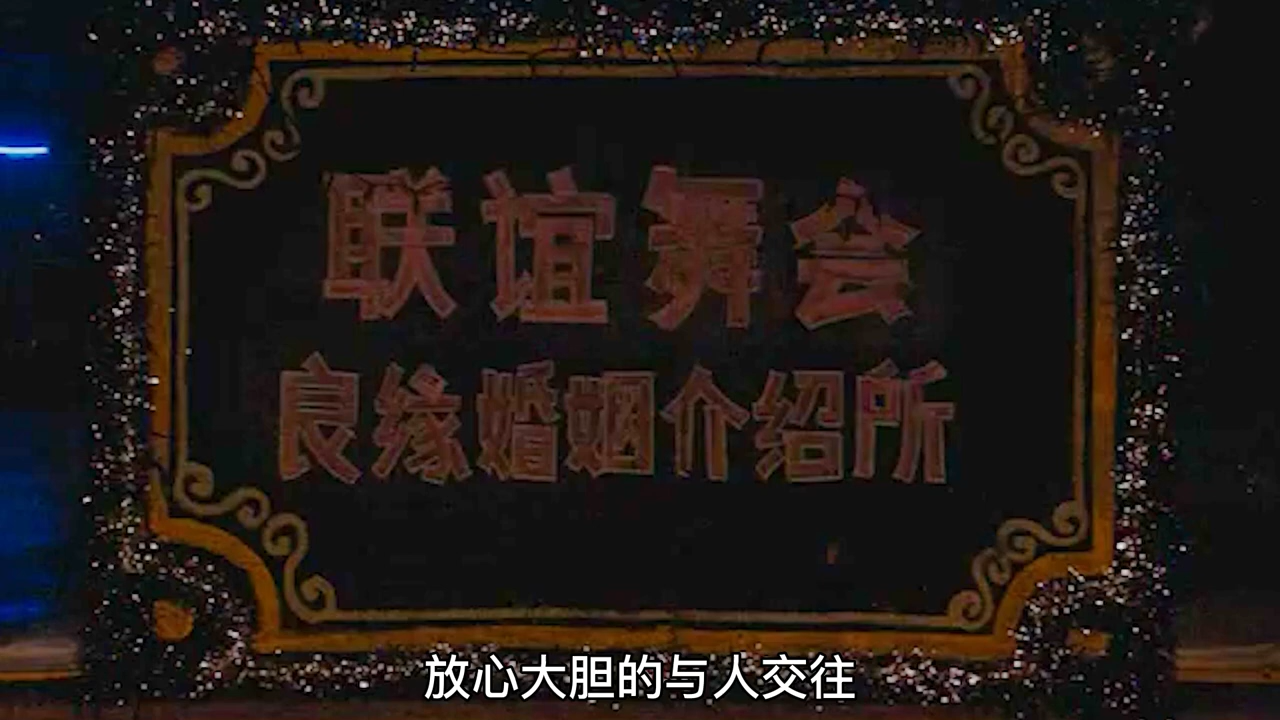 联谊舞会
良缘婚姻介绍所
放心大胆的与人交往